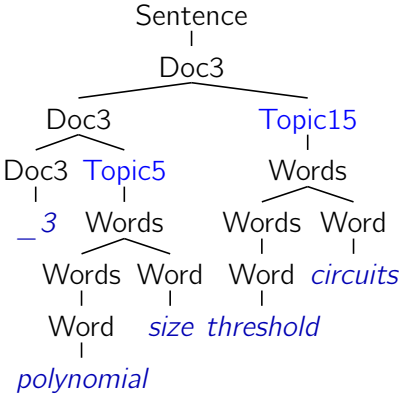 Sentence
Doc3
Doc3 Topic15
Doc3 Topic5 Words
_3 Words Words Word
Words Word Word circuits
Word size threshold
polynomial